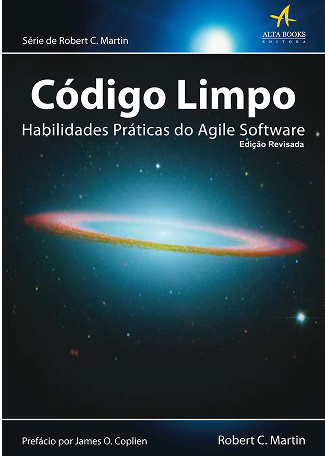 Série de Robert C. Martin
ALTA BOOKS
EDITORA
Código Limpo
Habilidades Práticas do Agile Software
Edição Revisada
Prefácio por James O. Coplien
Robert C. Martin